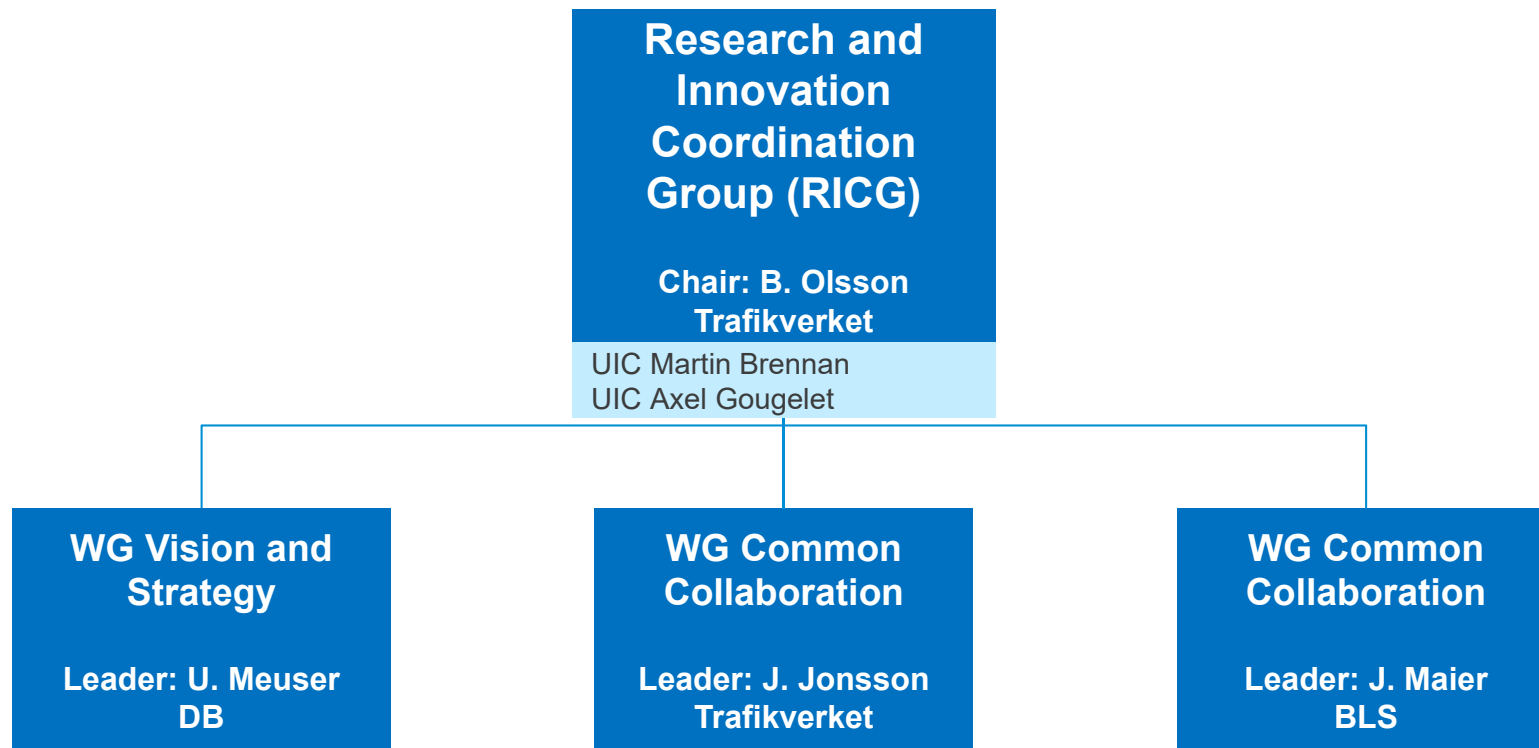 Research and
Innovation
Coordination
Group (RICG)
Chair: B. Olsson
Trafikverket
UIC Martin Brennan
UIC Axel Gougelet
WG Vision and
Strategy
Leader: U. Meuser
DB
WG Common
Collaboration
Leader: J. Jonsson
Trafikverket
WG Common
Collaboration
Leader: J. Maier
BLS